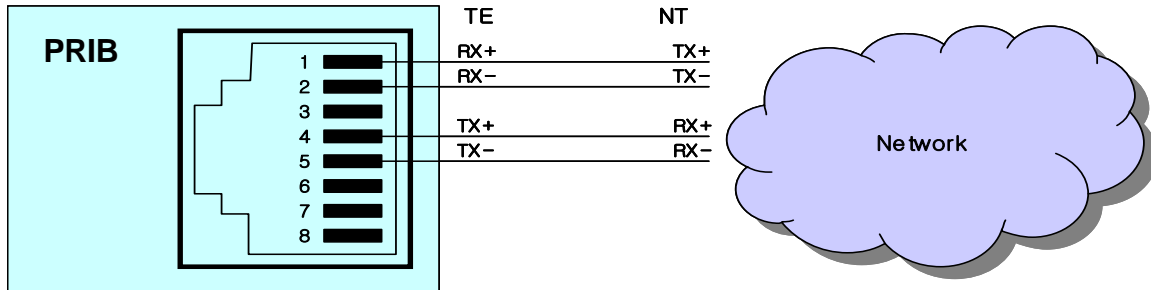 TE NT
PRIB
RX+ TX+
1
RX- TX-
2
3
TX+ RX+
4
Network
TX- RX-
5
6
7
8